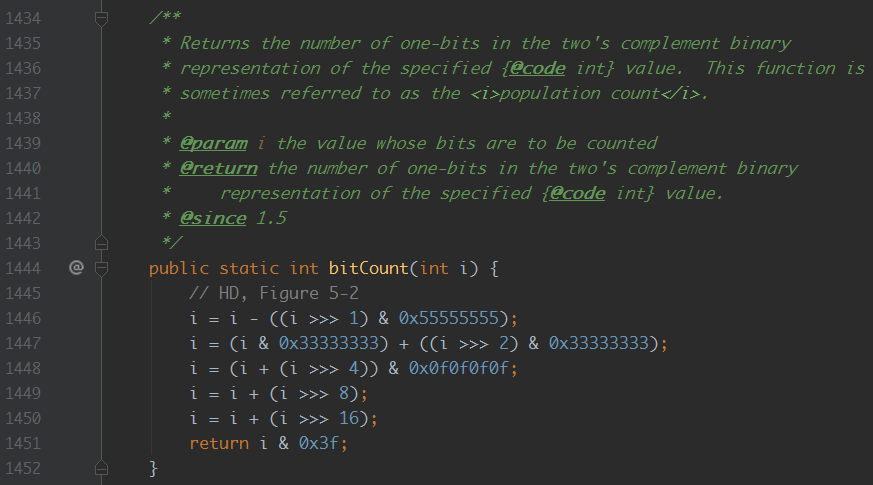 1434 /**
1435 * Returns the number of one-bits in the two's complement binary
1436 * representation of the specified {@code int} value.  This function is
1437 * sometimes referred to as the <i>population count</i>.
1438 *
1439 * @param i the value whose bits are to be counted
1440 * @return the number of one-bits in the two's complement binary
1441 *     representation of the specified {@code int} value.
1442 * @since 1.5
1443 */
1444 @ public static int bitCount(int i) {
1445 // HD, Figure 5-2
1446 i = i - ((i >>> 1) & 0x55555555);
1447 i = (i & 0x33333333) + ((i >>> 2) & 0x33333333);
1448 i = (i + (i >>> 4)) & 0x0f0f0f0f;
1449 i = i + (i >>> 8);
1450 i = i + (i >>> 16);
1451 return i & 0x3f;
1452 }